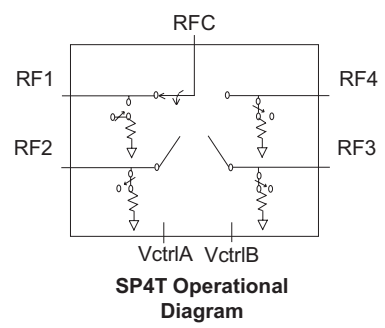 RFC
RF1
RF4
RF2
RF3
VctrlA VctrlB
SP4T Operational
Diagram